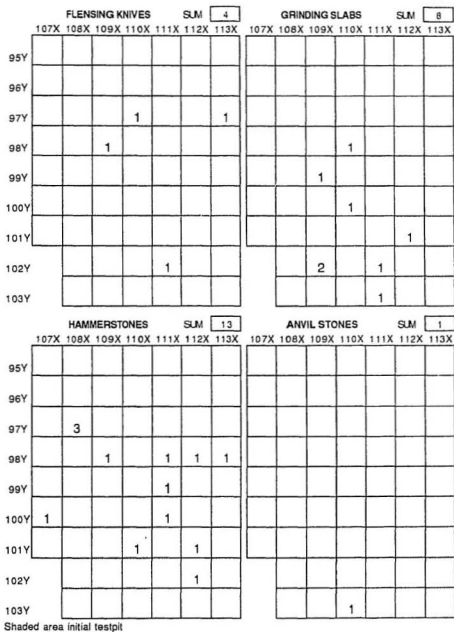 FLENSING KNIVES SUM 4
107X 108X 109X 110X 111X 112X 113X
95Y
96Y
97Y 1 1
98Y 1
99Y
100Y
101Y
102Y 1
103Y
GRINDING SLABS SUM 8
107X 108X 109X 110X 111X 112X 113X
1
1
1
1
2 1
1
HAMMERSTONES SUM 13
107X 108X 109X 110X 111X 112X 113X
95Y
96Y
97Y 3
98Y 1 1 1 1
99Y 1
100Y 1 1
101Y 1 1
102Y 1
103Y
ANVIL STONES SUM 1
107X 108X 109X 110X 111X 112X 113X
1
Shaded area initial testpit